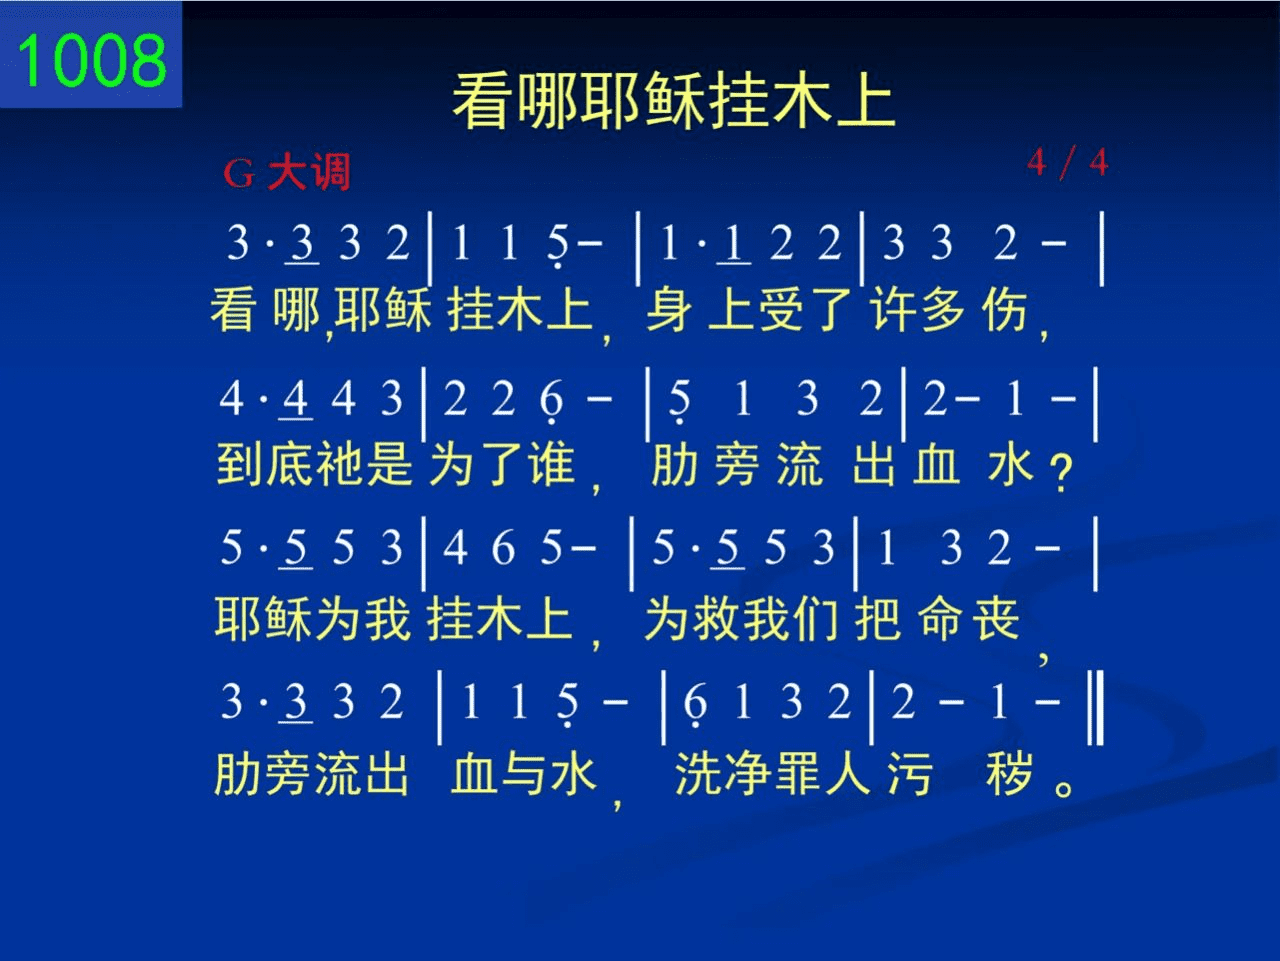 1008
看哪耶稣挂木上
G 大调 4 / 4
3 · 3 3 2 | 1 1 5̣ – | 1 · 1 2 2 | 3 3 2 – |
看哪,耶稣挂木上，身上受了许多伤，
4 · 4 4 3 | 2 2 6̣ – | 5̣ 1 3 2 | 2 – 1 – |
到底祂是为了谁，肋旁流出血水?
5 · 5 5 3 | 4 6 5 – | 5 · 5 5 3 | 1 3 2 – |
耶稣为我挂木上，为救我们把命丧，
3 · 3 3 2 | 1 1 5̣ – | 6̣ 1 3 2 | 2 – 1 – ‖
肋旁流出血与水，洗净罪人污秽。